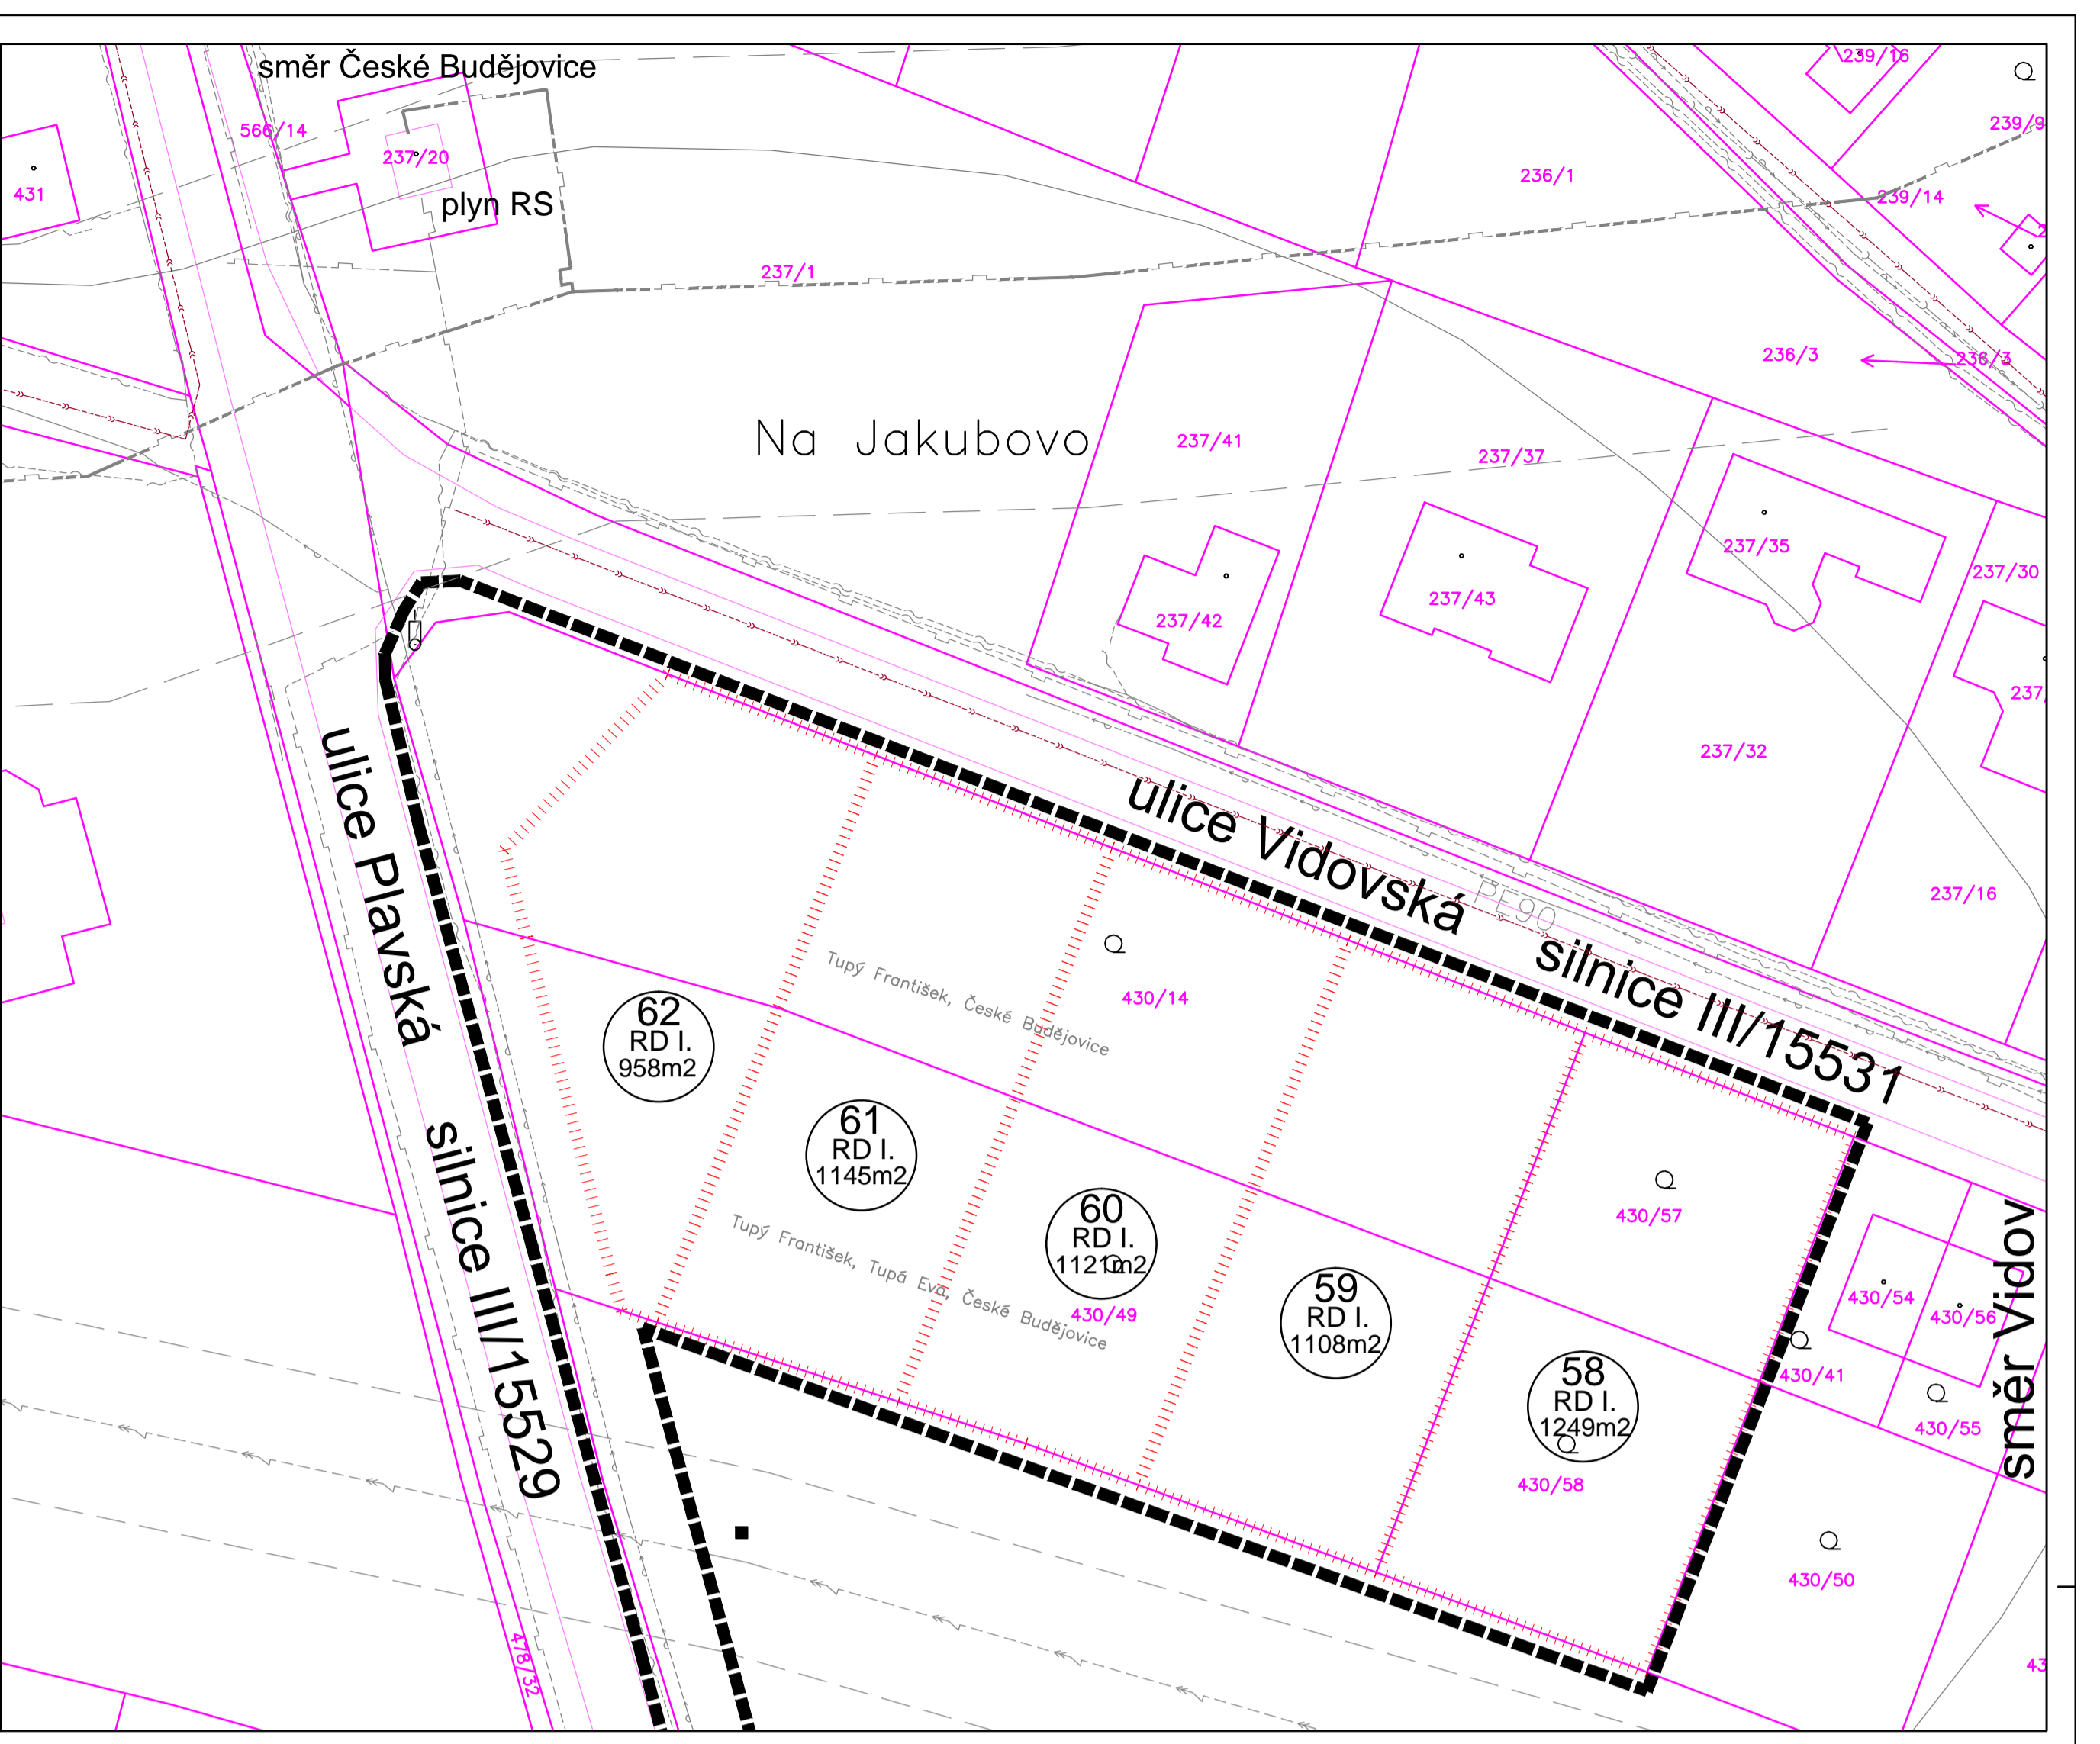 směr České Budějovice
239/16
239/9
566/14
237/20
431
plyn RS
236/1
239/14
237/1
236/3
236/3
Na Jakubovo
237/41
237/37
237/35
237/30
237/42
237/43
237/32
237/16
ulice Plavská silnice III/15529
ulice Vidovská silnice III/15531
PE90
Tupý František, České Budějovice
430/14
62
RD I.
958m2
61
RD I.
1145m2
60
RD I.
1121m2
430/49
Tupý František, Tupá Eva, České Budějovice
59
RD I.
1108m2
58
RD I.
1249m2
430/57
430/58
430/54
430/56
430/41
430/55
430/50
směr Vidov
478/32